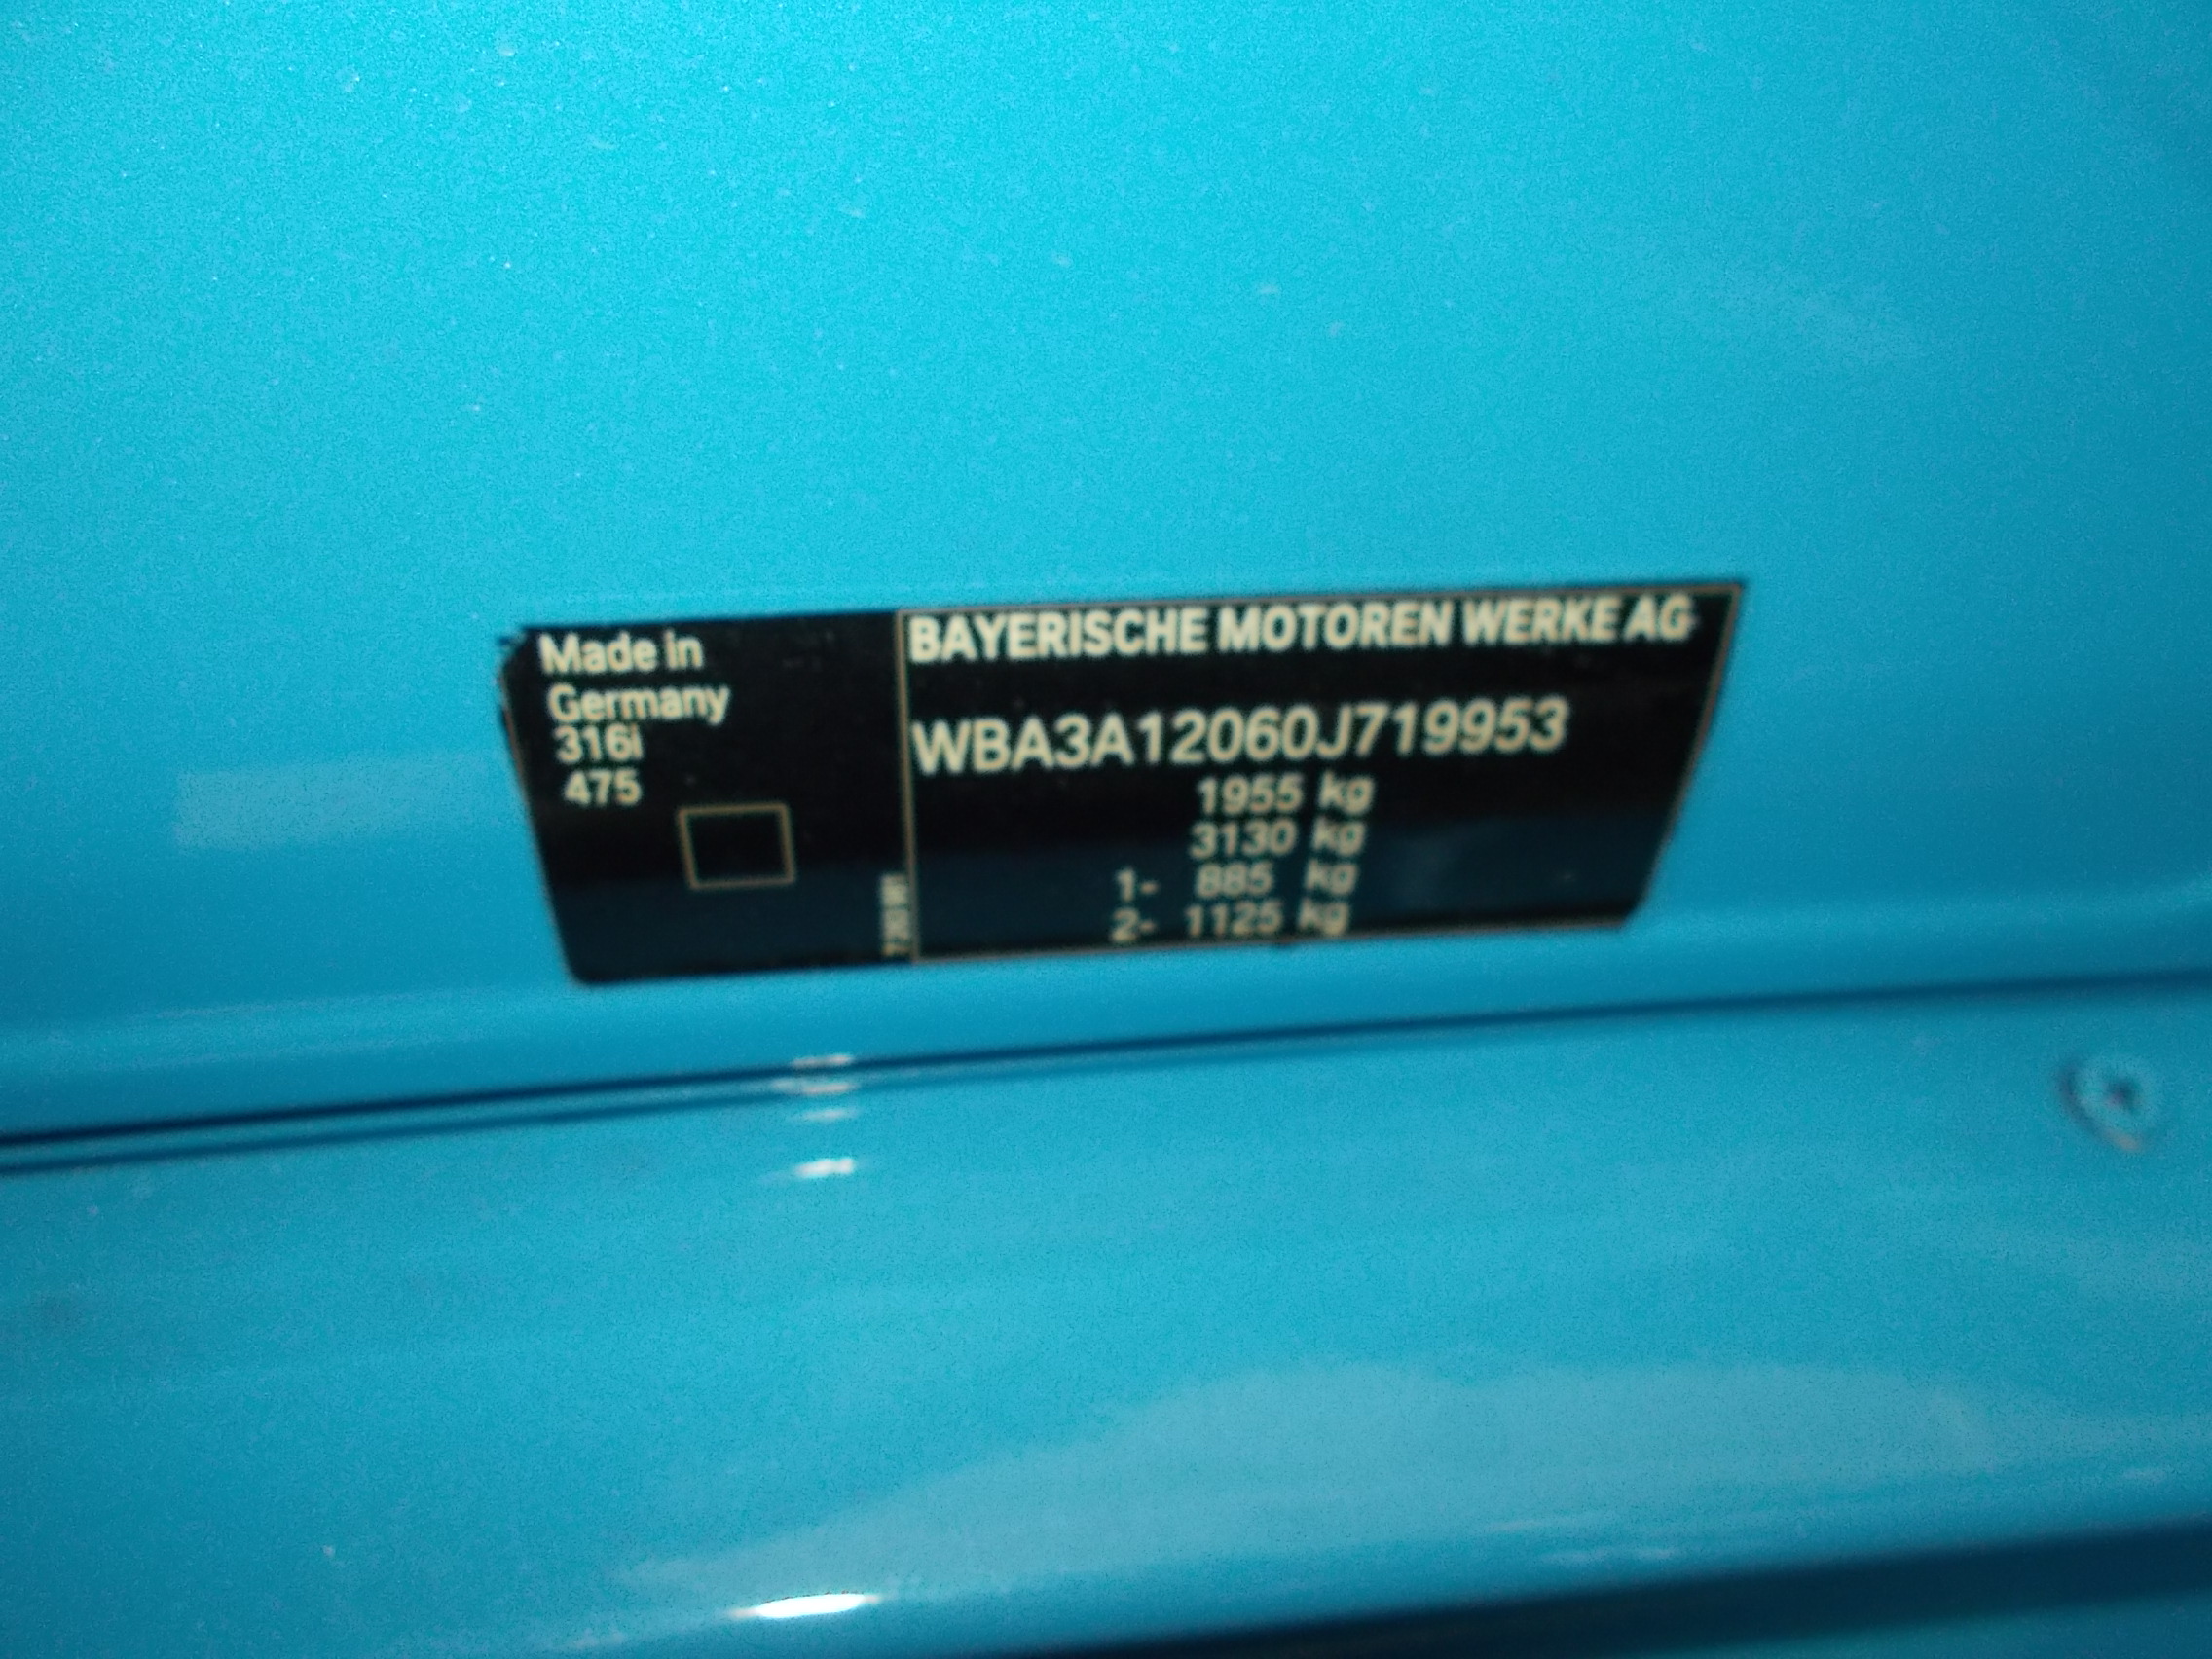 Made in
Germany
316i
475
BAYERISCHE MOTOREN WERKE AG
WBA3A12060J719953
1955 kg
3130 kg
1- 885 kg
2- 1125 kg